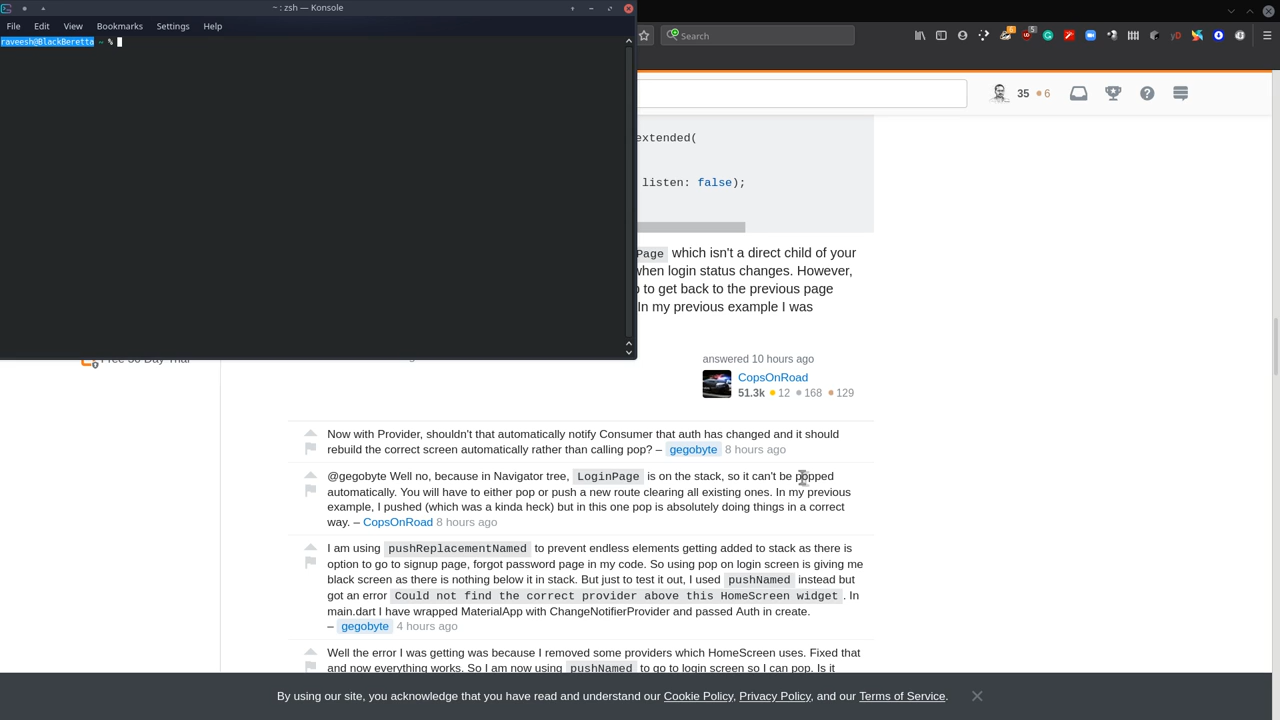 ~ : zsh — Konsole
File Edit View Bookmarks Settings Help
raveesh@BlackBeretta ~ %
Search
35 6
extended(
listen: false);
Page which isn't a direct child of your
when login status changes. However,
to get back to the previous page
In my previous example I was
Free 30 Day Trial
answered 10 hours ago
CopsOnRoad
51.3k 12 168 129
Now with Provider, shouldn't that automatically notify Consumer that auth has changed and it should
rebuild the correct screen automatically rather than calling pop? – gegobyte 8 hours ago
@gegobyte Well no, because in Navigator tree, LoginPage is on the stack, so it can't be popped
automatically. You will have to either pop or push a new route clearing all existing ones. In my previous
example, I pushed (which was a kinda heck) but in this one pop is absolutely doing things in a correct
way. – CopsOnRoad 8 hours ago
I am using pushReplacementNamed to prevent endless elements getting added to stack as there is
option to go to signup page, forgot password page in my code. So using pop on login screen is giving me
black screen as there is nothing below it in stack. But just to test it out, I used pushNamed instead but
got an error Could not find the correct provider above this HomeScreen widget. In
main.dart I have wrapped MaterialApp with ChangeNotifierProvider and passed Auth in create.
– gegobyte 4 hours ago
Well the error I was getting was because I removed some providers which HomeScreen uses. Fixed that
and now everything works. So I am now using pushNamed to go to login screen so I can pop. Is it
By using our site, you acknowledge that you have read and understand our Cookie Policy, Privacy Policy, and our Terms of Service.